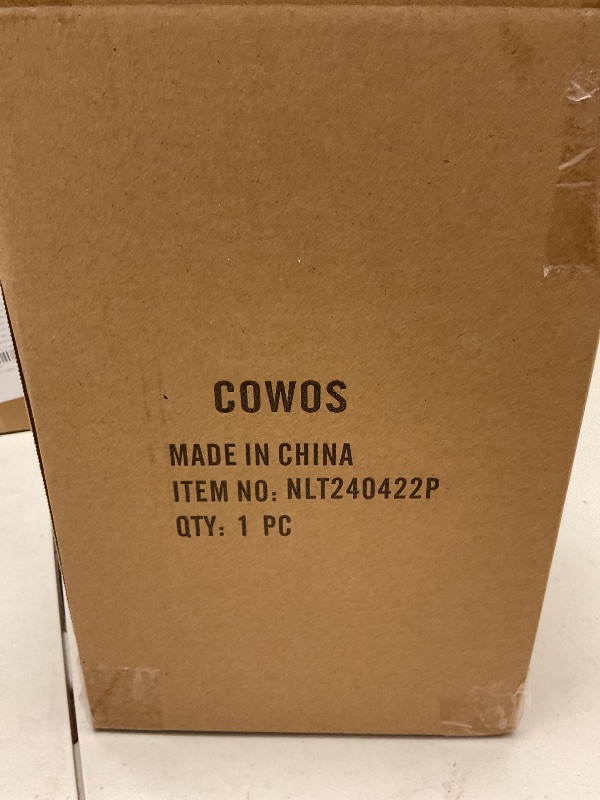 COWOS
MADE IN CHINA
ITEM NO: NLT240422P
QTY: 1 PC